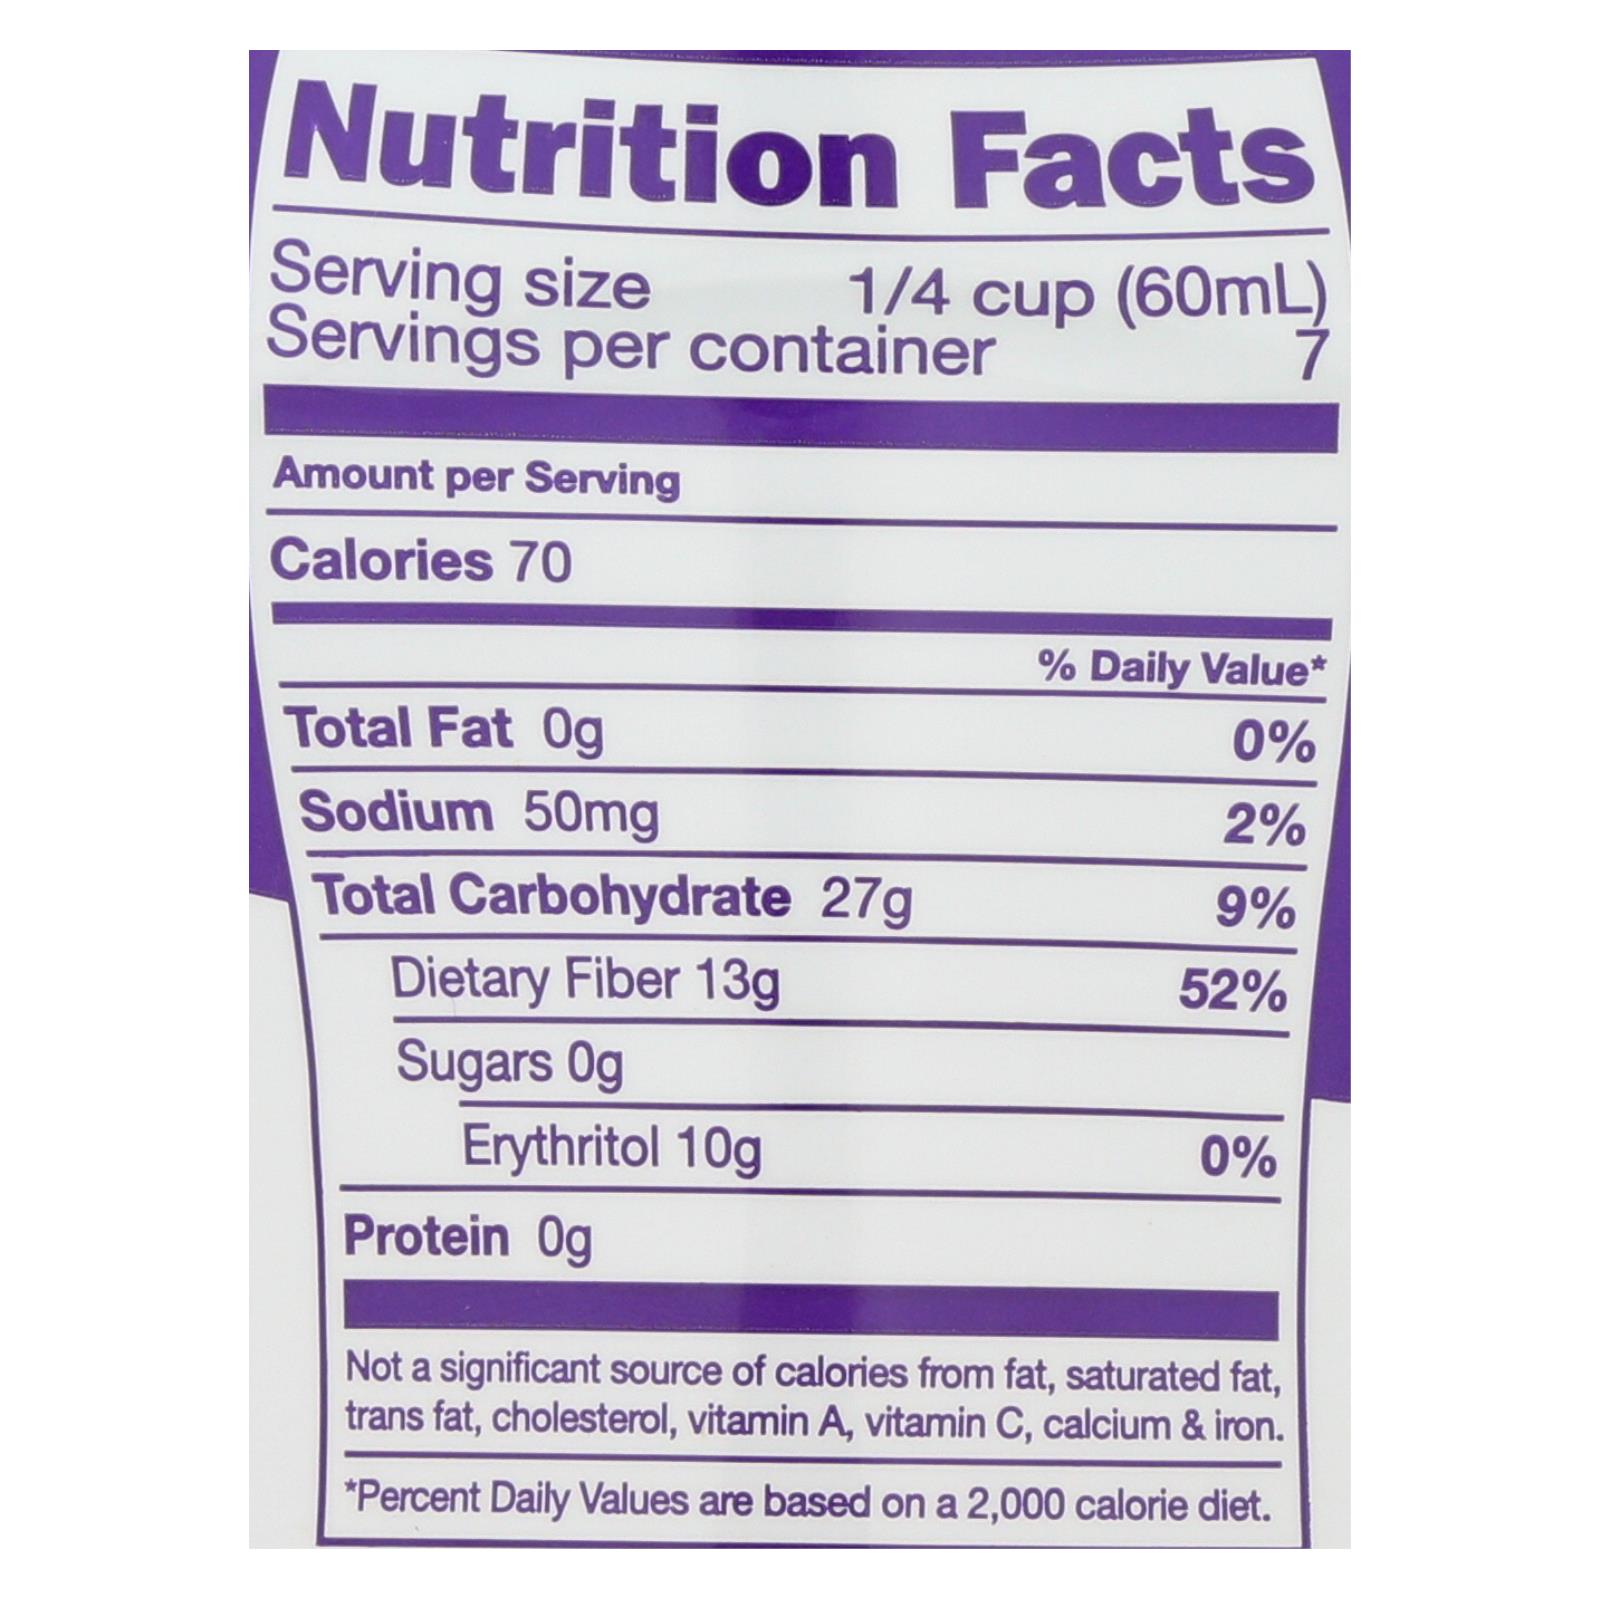 Nutrition Facts
Serving size 1/4 cup (60mL)
Servings per container 7
Amount per Serving
Calories 70
% Daily Value*
Total Fat 0g 0%
Sodium 50mg 2%
Total Carbohydrate 27g 9%
Dietary Fiber 13g 52%
Sugars 0g
Erythritol 10g 0%
Protein 0g
Not a significant source of calories from fat, saturated fat,
trans fat, cholesterol, vitamin A, vitamin C, calcium & iron.
*Percent Daily Values are based on a 2,000 calorie diet.